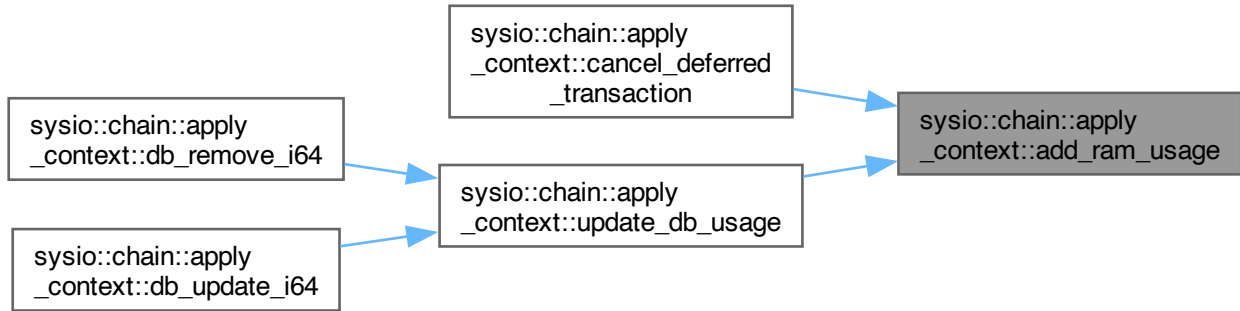 sysio::chain::apply
_context::cancel_deferred
_transaction
sysio::chain::apply
_context::add_ram_usage
sysio::chain::apply
_context::db_remove_i64
sysio::chain::apply
_context::update_db_usage
sysio::chain::apply
_context::db_update_i64